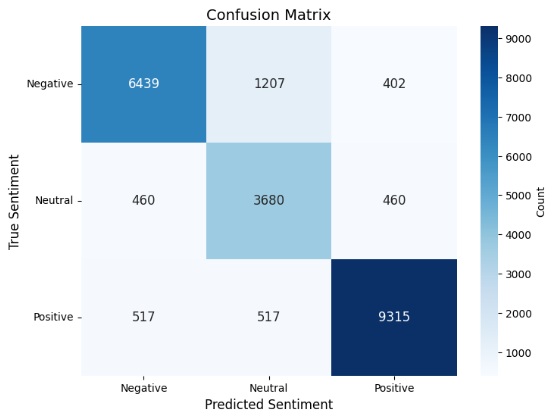 Confusion Matrix
True Sentiment
Negative 6439 1207 402
Neutral 460 3680 460
Positive 517 517 9315
Negative Neutral Positive
Predicted Sentiment
9000
8000
7000
6000
5000
4000
3000
2000
1000
Count